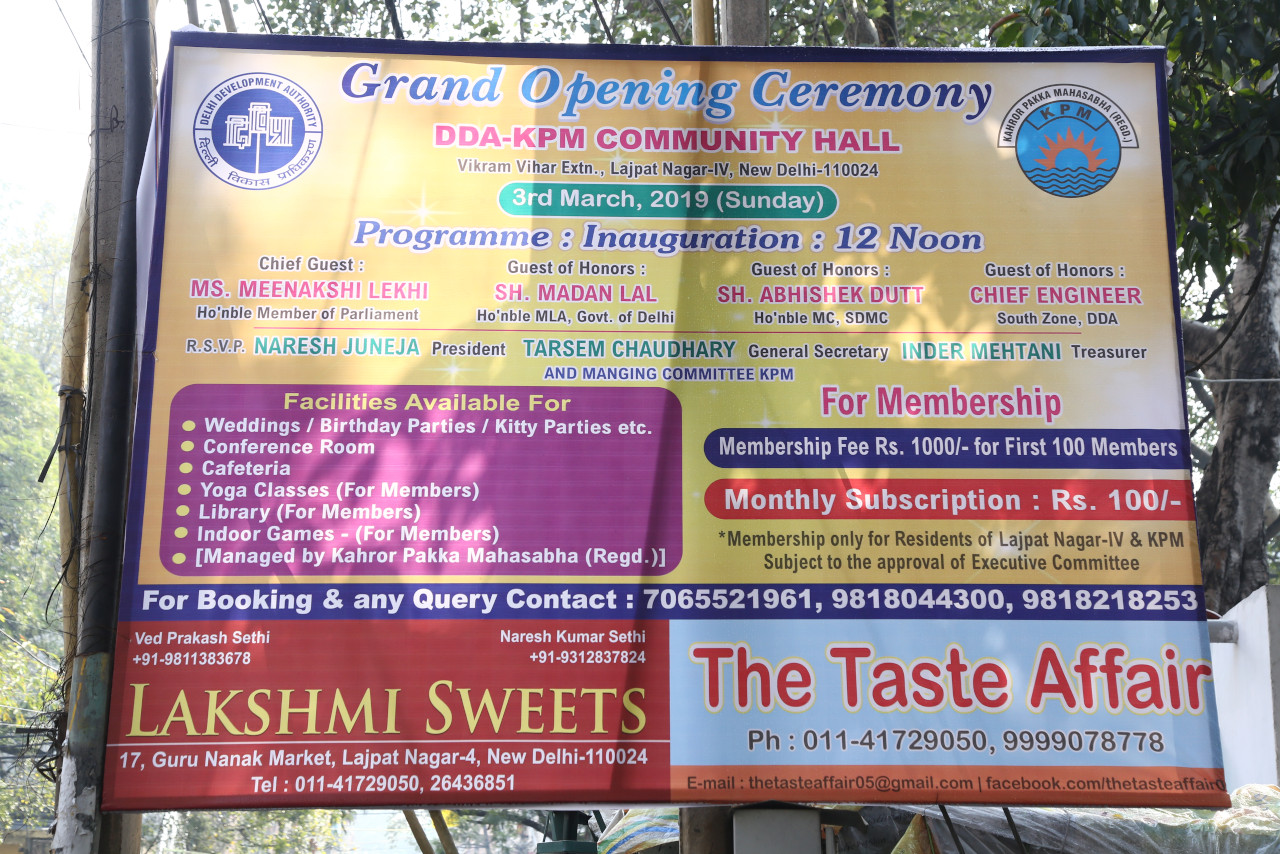 Grand Opening Ceremony
DELHI DEVELOPMENT AUTHORITY
दिल्ली विकास प्राधिकरण
KAHROR PAKKA MAHASABHA (REGD.)
KPM
DDA-KPM COMMUNITY HALL
Vikram Vihar Extn., Lajpat Nagar-IV, New Delhi-110024
3rd March, 2019 (Sunday)
Programme : Inauguration : 12 Noon
Chief Guest :
MS. MEENAKSHI LEKHI
Ho'nble Member of Parliament
Guest of Honors :
SH. MADAN LAL
Ho'nble MLA, Govt. of Delhi
Guest of Honors :
SH. ABHISHEK DUTT
Ho'nble MC, SDMC
Guest of Honors :
CHIEF ENGINEER
South Zone, DDA
R.S.V.P. NARESH JUNEJA President TARSEM CHAUDHARY General Secretary INDER MEHTANI Treasurer
AND MANGING COMMITTEE KPM
Facilities Available For
Weddings / Birthday Parties / Kitty Parties etc.
Conference Room
Cafeteria
Yoga Classes (For Members)
Library (For Members)
Indoor Games - (For Members)
[Managed by Kahror Pakka Mahasabha (Regd.)]
For Membership
Membership Fee Rs. 1000/- for First 100 Members
Monthly Subscription : Rs. 100/-
*Membership only for Residents of Lajpat Nagar-IV & KPM
Subject to the approval of Executive Committee
For Booking & any Query Contact : 7065521961, 9818044300, 9818218253
Ved Prakash Sethi
+91-9811383678
Naresh Kumar Sethi
+91-9312837824
LAKSHMI SWEETS
17, Guru Nanak Market, Lajpat Nagar-4, New Delhi-110024
Tel : 011-41729050, 26436851
The Taste Affair
Ph : 011-41729050, 9999078778
E-mail : thetasteaffair05@gmail.com | facebook.com/thetasteaffair0